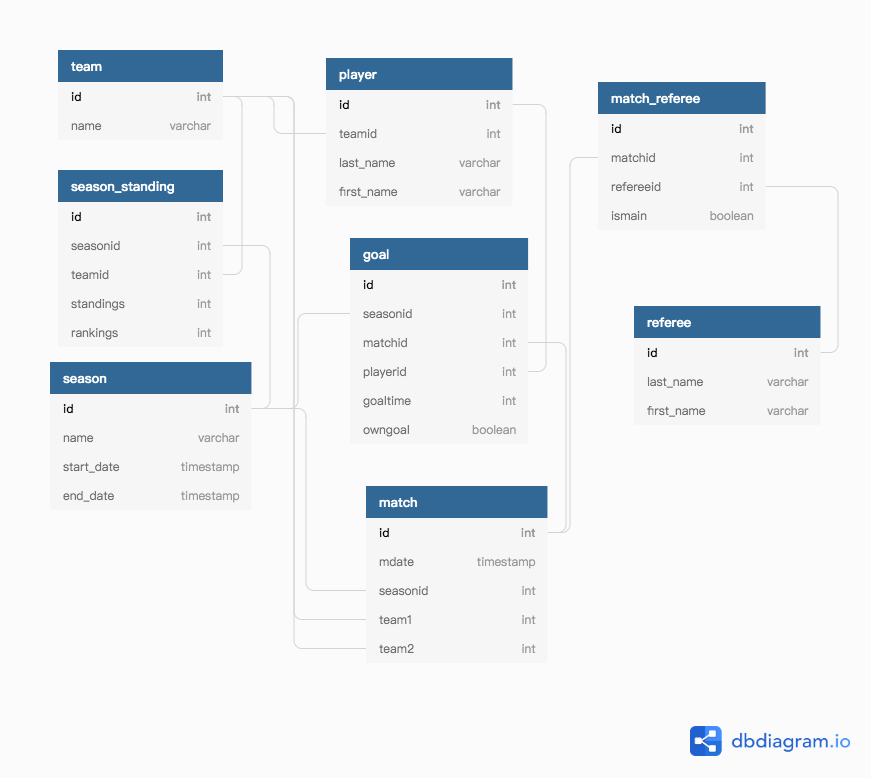 team
id int
name varchar
season_standing
id int
seasonid int
teamid int
standings int
rankings int
season
id int
name varchar
start_date timestamp
end_date timestamp
player
id int
teamid int
last_name varchar
first_name varchar
goal
id int
seasonid int
matchid int
playerid int
goaltime int
owngoal boolean
match
id int
mdate timestamp
seasonid int
team1 int
team2 int
match_referee
id int
matchid int
refereeid int
ismain boolean
referee
id int
last_name varchar
first_name varchar
dbdiagram.io